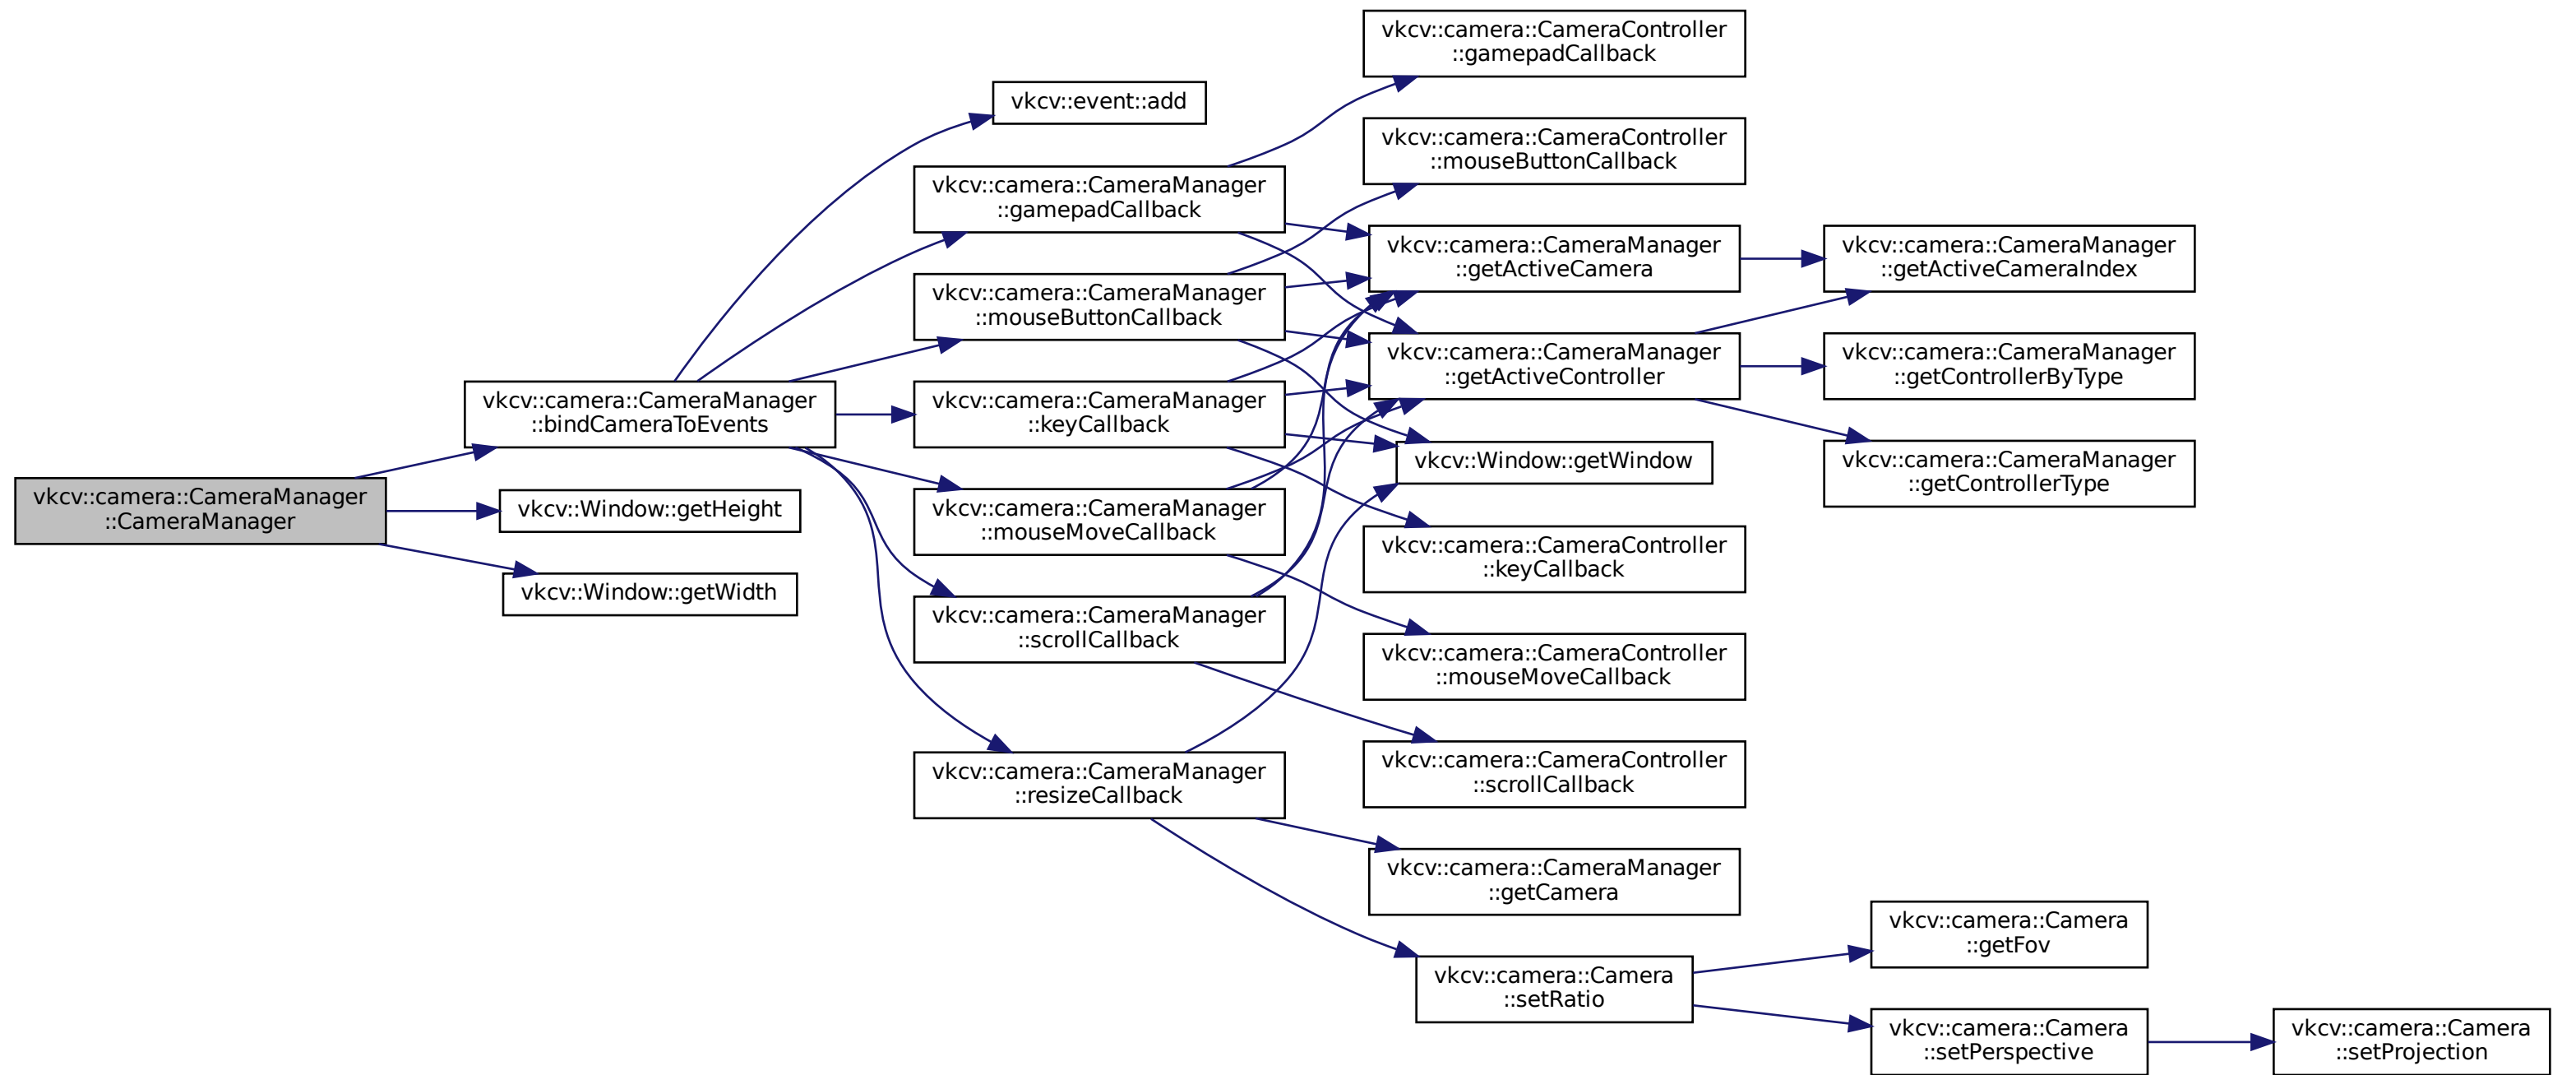 vkcv::camera::CameraManager
::CameraManager
vkcv::camera::CameraManager
::bindCameraToEvents
vkcv::Window::getHeight
vkcv::Window::getWidth
vkcv::event::add
vkcv::camera::CameraManager
::gamepadCallback
vkcv::camera::CameraManager
::mouseButtonCallback
vkcv::camera::CameraManager
::keyCallback
vkcv::camera::CameraManager
::mouseMoveCallback
vkcv::camera::CameraManager
::scrollCallback
vkcv::camera::CameraManager
::resizeCallback
vkcv::camera::CameraController
::gamepadCallback
vkcv::camera::CameraController
::mouseButtonCallback
vkcv::camera::CameraManager
::getActiveCamera
vkcv::camera::CameraManager
::getActiveController
vkcv::Window::getWindow
vkcv::camera::CameraController
::keyCallback
vkcv::camera::CameraController
::mouseMoveCallback
vkcv::camera::CameraController
::scrollCallback
vkcv::camera::CameraManager
::getCamera
vkcv::camera::Camera
::setRatio
vkcv::camera::CameraManager
::getActiveCameraIndex
vkcv::camera::CameraManager
::getControllerByType
vkcv::camera::CameraManager
::getControllerType
vkcv::camera::Camera
::getFov
vkcv::camera::Camera
::setPerspective
vkcv::camera::Camera
::setProjection